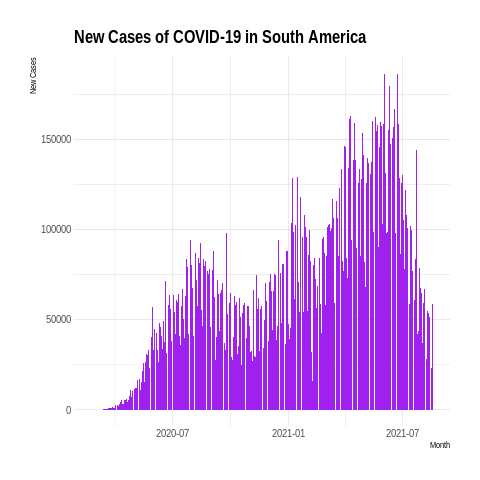 New Cases of COVID-19 in South America
New Cases
150000
100000
50000
0
2020-07
2021-01
2021-07
Month